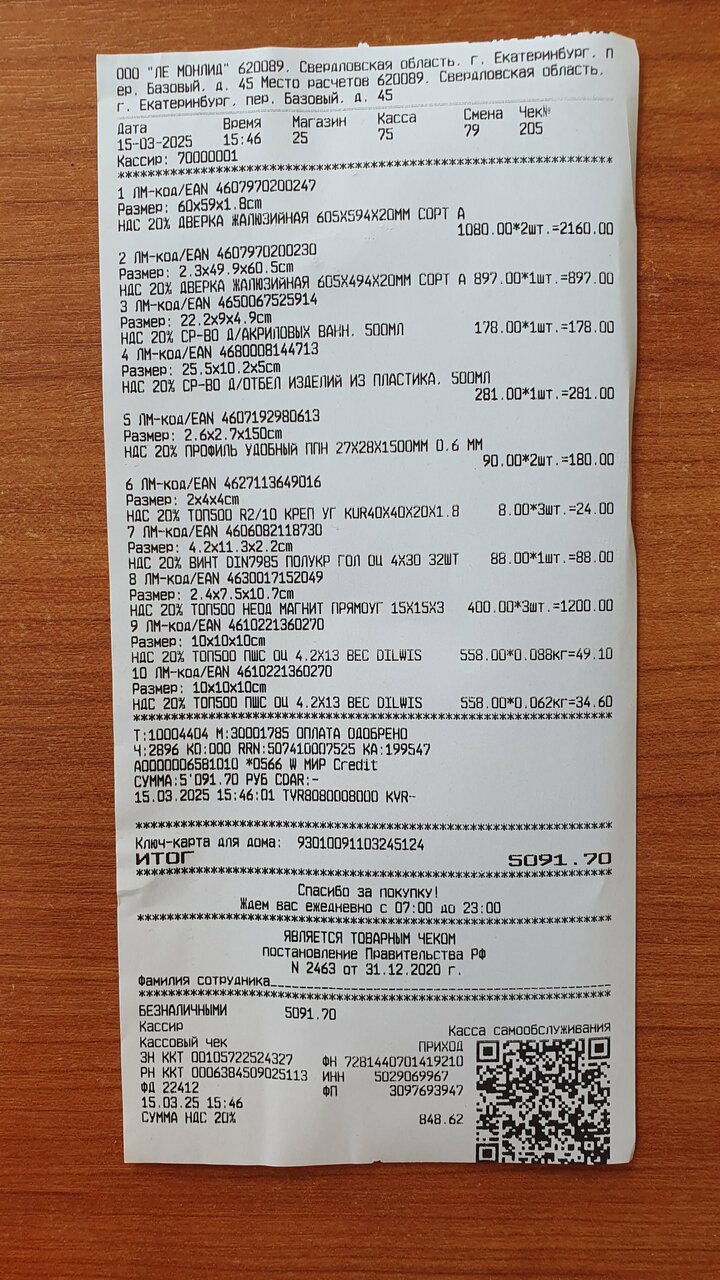 ООО "ЛЕ МОНЛИД" 620089, Свердловская область, г. Екатеринбург, п
ер. Базовый, д. 45 Место расчетов 620089, Свердловская область,
г. Екатеринбург, пер. Базовый, д. 45
Дата Время Магазин Касса Смена Чек№
15-03-2025 15:46 25 75 79 205
Кассир: 70000001
************************************************************
1 ЛМ-код/EAN 4607970200247
Размер: 60x59x1.8cm
НДС 20% ДВЕРКА ЖАЛЮЗИЙНАЯ 605X594X20ММ СОРТ А
1080.00*2шт.=2160.00
2 ЛМ-код/EAN 4607970200230
Размер: 2.3x49.9x60.5cm
НДС 20% ДВЕРКА ЖАЛЮЗИЙНАЯ 605X494X20ММ СОРТ А 897.00*1шт.=897.00
3 ЛМ-код/EAN 4650067525914
Размер: 22.2x9x4.9cm
НДС 20% СР-ВО Д/АКРИЛОВЫХ ВАНН, 500МЛ 178.00*1шт.=178.00
4 ЛМ-код/EAN 4680008144713
Размер: 25.5x10.2x5cm
НДС 20% СР-ВО Д/ОТБЕЛ ИЗДЕЛИЙ ИЗ ПЛАСТИКА, 500МЛ
281.00*1шт.=281.00
5 ЛМ-код/EAN 4607192980613
Размер: 2.6x2.7x150cm
НДС 20% ПРОФИЛЬ УДОБНЫЙ ППН 27X28X1500ММ 0.6 ММ
90.00*2шт.=180.00
6 ЛМ-код/EAN 4627113649016
Размер: 2x4x4cm
НДС 20% ТОП500 R2/10 КРЕП УГ KUR40X40X20X1.8 8.00*3шт.=24.00
7 ЛМ-код/EAN 4606082118730
Размер: 4.2x11.3x2.2cm
НДС 20% ВИНТ DIN7985 ПОЛУКР ГОЛ ОЦ 4X30 32ШТ 88.00*1шт.=88.00
8 ЛМ-код/EAN 4630017152049
Размер: 2.4x7.5x10.7cm
НДС 20% ТОП500 НЕОД МАГНИТ ПРЯМОУГ 15X15X3 400.00*3шт.=1200.00
9 ЛМ-код/EAN 4610221360270
Размер: 10x10x10cm
НДС 20% ТОП500 ПШС ОЦ 4.2X13 ВЕС DILWIS 558.00*0.088кг=49.10
10 ЛМ-код/EAN 4610221360270
Размер: 10x10x10cm
НДС 20% ТОП500 ПШС ОЦ 4.2X13 ВЕС DILWIS 558.00*0.062кг=34.60
************************************************************
Т:10004404 М:30001785 ОПЛАТА ОДОБРЕНО
Ч:2896 КО:000 RRN:507410007525 КА:199547
A0000006581010 *0566 W МИР Credit
СУММА:5'091.70 РУБ CDAR:-
15.03.2025 15:46:01 TVR8080008000 KVR--
************************************************************
Ключ-карта для дома: 93010091103245124
ИТОГ 5091.70
************************************************************
Спасибо за покупку!
Ждем вас ежедневно с 07:00 до 23:00
************************************************************
ЯВЛЯЕТСЯ ТОВАРНЫМ ЧЕКОМ
постановление Правительства РФ
N 2463 от 31.12.2020 г.
Фамилия сотрудника____________________
************************************************************
БЕЗНАЛИЧНЫМИ 5091.70
Кассир Касса самообслуживания
Кассовый чек ПРИХОД
ЗН ККТ 00105722524327 ФН 7281440701419210
РН ККТ 0006384509025113 ИНН 5029069967
ФД 22412 ФП 3097693947
15.03.25 15:46
СУММА НДС 20% 848.62